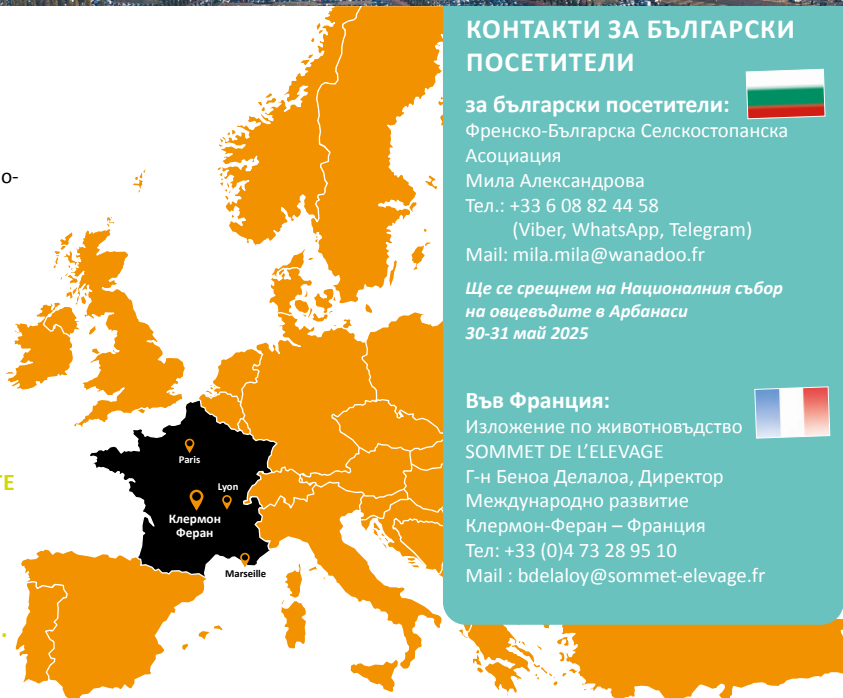 о-
TE
.
Paris
Lyon
Клермон
Феран
Marseille
КОНТАКТИ ЗА БЪЛГАРСКИ
ПОСЕТИТЕЛИ
за български посетители:
Френско-Българска Селскостопанска
Асоциация
Мила Александрова
Тел.: +33 6 08 82 44 58
(Viber, WhatsApp, Telegram)
Mail: mila.mila@wanadoo.fr
Ще се срещнем на Националния събор
на овцевъдите в Арбанаси
30-31 май 2025
Във Франция:
Изложение по животновъдство
SOMMET DE L'ELEVAGE
Г-н Беноа Делалоа, Директор
Международно развитие
Клермон-Феран – Франция
Тел: +33 (0)4 73 28 95 10
Mail : bdelaloy@sommet-elevage.fr